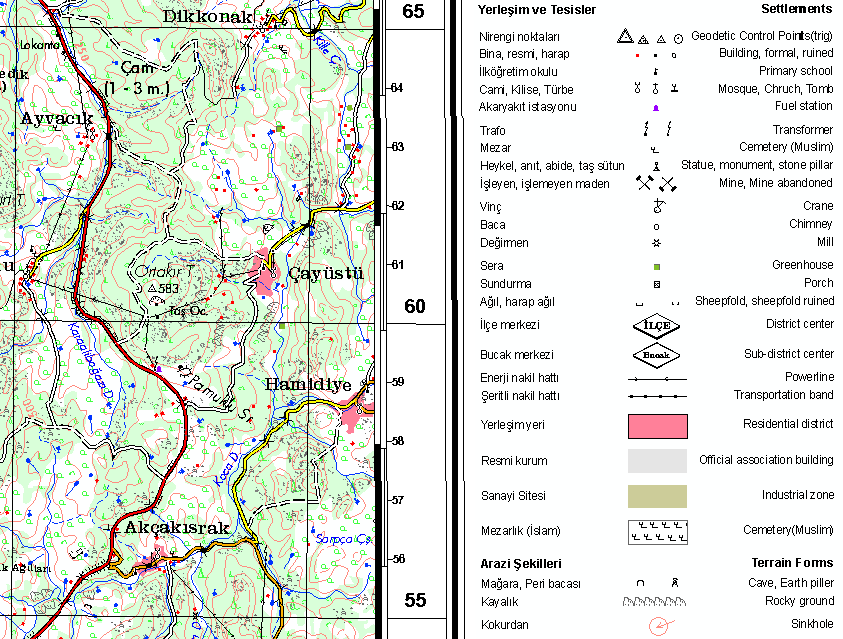 Dikkonak
65
Lokanta
Kile Ç.
Çam
(1 - 3 m.)
64
Ayvacık
63
62
61
Ortakır T.
583
Taş Oc.
Çayüstü
60
Karaaliboğazı D.
59
Pamuk Sr.
Hamidiye
58
Koca D.
57
Akçakısrak
Sarıca Çş.
56
k Ağılları
55
Yerleşim ve Tesisler Settlements
Nirengi noktaları Geodetic Control Points(trig)
Bina, resmi, harap Building, formal, ruined
İlköğretim okulu Primary school
Cami, Kilise, Türbe Mosque, Chruch, Tomb
Akaryakıt istasyonu Fuel station
Trafo Transformer
Mezar Cemetery (Muslim)
Heykel, anıt, abide, taş sütün Statue, monument, stone pillar
İşleyen, işlemeyen maden Mine, Mine abandoned
Vinç Crane
Baca Chimney
Değirmen Mill
Sera Greenhouse
Sundurma Porch
Ağıl, harap ağıl Sheepfold, sheepfold ruined
İlçe merkezi İLÇE District center
Bucak merkezi Bucak Sub-district center
Enerji nakil hattı Powerline
Şeritli nakil hattı Transportation band
Yerleşim yeri Residential district
Resmi kurum Official association building
Sanayi Sitesi Industrial zone
Mezarlık (İslam) Cemetery(Muslim)
Arazi Şekilleri Terrain Forms
Mağara, Peri bacası Cave, Earth piller
Kayalık Rocky ground
Kokurdan Sinkhole